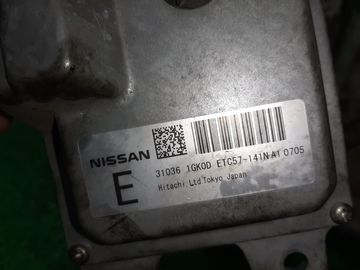 NISSAN 31036 1GK0D ETC57-141N A1 0705
E Hitachi,Ltd.Tokyo Japan